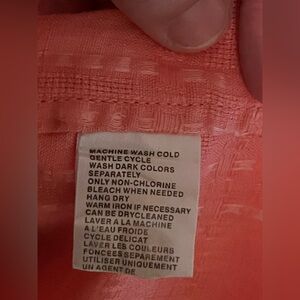 MACHINE WASH COLD
GENTLE CYCLE
WASH DARK COLORS
SEPARATELY
ONLY NON-CHLORINE
BLEACH WHEN NEEDED
HANG DRY
WARM IRON IF NECESSARY
CAN BE DRYCLEANED
LAVER A LA MACHINE
A L'EAU FROIDE
CYCLE DELICAT
LAVER LES COULEURS
FONCEES SEPAREMENT
UTILISER UNIQUEMENT
UN AGENT DE